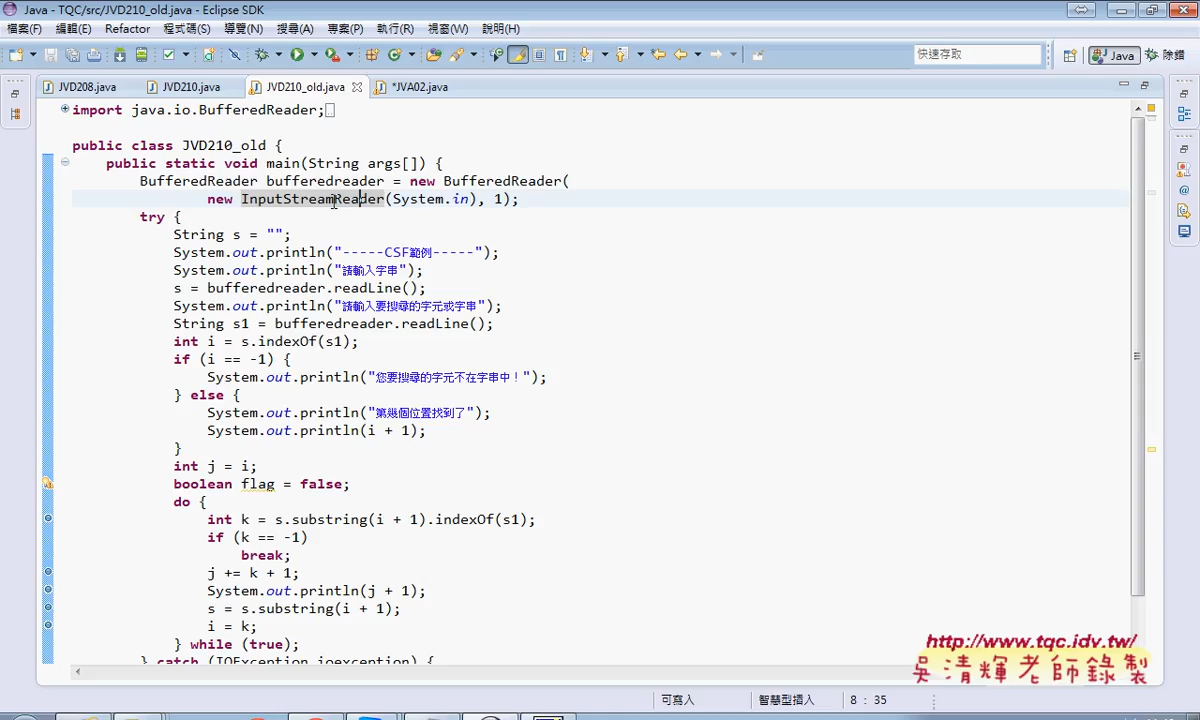 Java - TQC/src/JVD210_old.java - Eclipse SDK
檔案(F) 編輯(E) Refactor 程式碼(S) 導覽(N) 搜尋(A) 專案(P) 執行(R) 視窗(W) 說明(H)
快速存取 Java 除錯
JVD208.java JVD210.java JVD210_old.java *JVA02.java
import java.io.BufferedReader;
public class JVD210_old {
public static void main(String args[]) {
BufferedReader bufferedreader = new BufferedReader(
new InputStreamReader(System.in), 1);
try {
String s = "";
System.out.println("-----CSF範例-----");
System.out.println("請輸入字串");
s = bufferedreader.readLine();
System.out.println("請輸入要搜尋的字元或字串");
String s1 = bufferedreader.readLine();
int i = s.indexOf(s1);
if (i == -1) {
System.out.println("您要搜尋的字元不在字串中！");
} else {
System.out.println("第幾個位置找到了");
System.out.println(i + 1);
}
int j = i;
boolean flag = false;
do {
int k = s.substring(i + 1).indexOf(s1);
if (k == -1)
break;
j += k + 1;
System.out.println(j + 1);
s = s.substring(i + 1);
i = k;
} while (true);
} catch (IOException ioexception) {
http://www.tqc.idv.tw/
吳清輝老師錄製
可寫入 智慧型插入 8 : 35